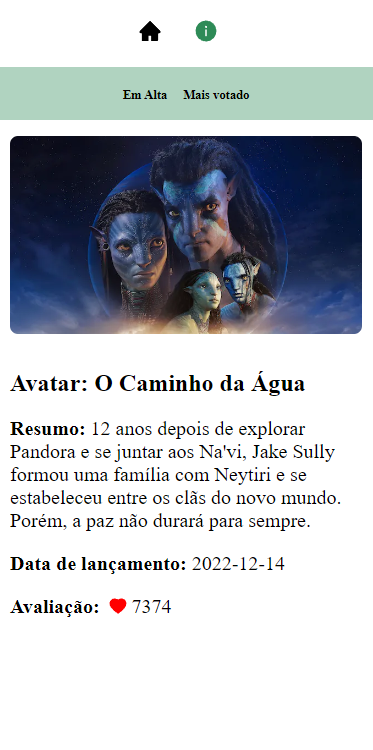 Em Alta Mais votado
Avatar: O Caminho da Água
Resumo: 12 anos depois de explorar
Pandora e se juntar aos Na'vi, Jake Sully
formou uma família com Neytiri e se
estabeleceu entre os clãs do novo mundo.
Porém, a paz não durará para sempre.
Data de lançamento: 2022-12-14
Avaliação: 7374